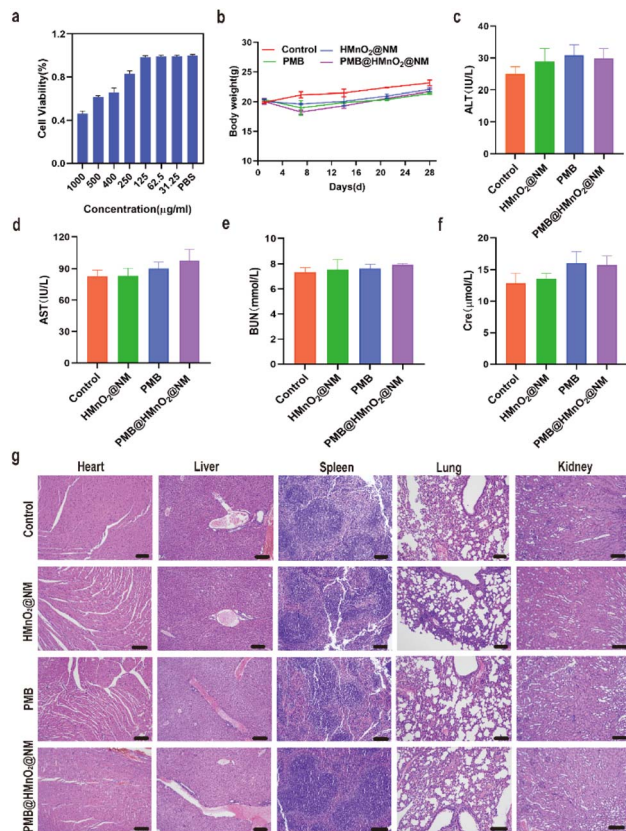 a
Cell Viability(%)
1.2
0.8
0.4
0.0
1000
500
400
250
125
62.5
31.25
PBS
Concentration(μg/ml)
b
Control
HMnO₂@NM
PMB
PMB@HMnO₂@NM
Body weight(g)
30
25
20
15
10
0
4
8
12
16
20
24
28
Days(d)
c
ALT(IU/L)
40
30
20
10
0
Control
HMnO₂@NM
PMB
PMB@HMnO₂@NM
d
AST(IU/L)
120
90
60
30
0
Control
HMnO₂@NM
PMB
PMB@HMnO₂@NM
e
BUN(mmol/L)
10
8
6
4
2
0
Control
HMnO₂@NM
PMB
PMB@HMnO₂@NM
f
Cre(μmol/L)
20
15
10
5
0
Control
HMnO₂@NM
PMB
PMB@HMnO₂@NM
g
Heart
Liver
Spleen
Lung
Kidney
Control
HMnO₂@NM
PMB
PMB@HMnO₂@NM